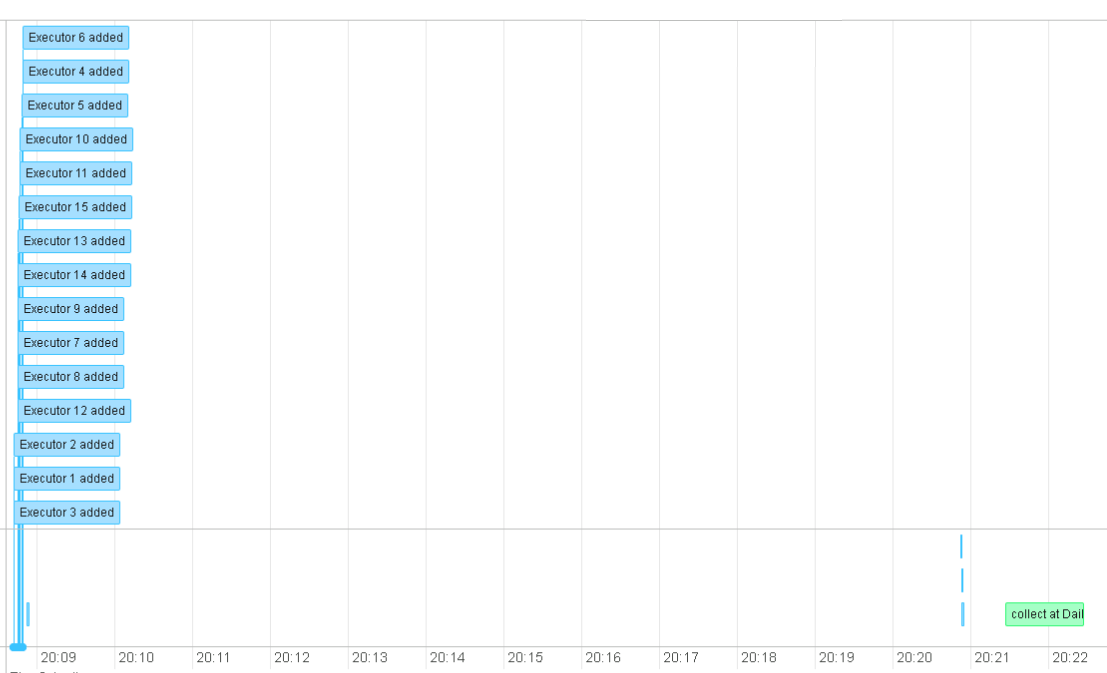 Executor 6 added
Executor 4 added
Executor 5 added
Executor 10 added
Executor 11 added
Executor 15 added
Executor 13 added
Executor 14 added
Executor 9 added
Executor 7 added
Executor 8 added
Executor 12 added
Executor 2 added
Executor 1 added
Executor 3 added
collect at Dail
20:09 20:10 20:11 20:12 20:13 20:14 20:15 20:16 20:17 20:18 20:19 20:20 20:21 20:22